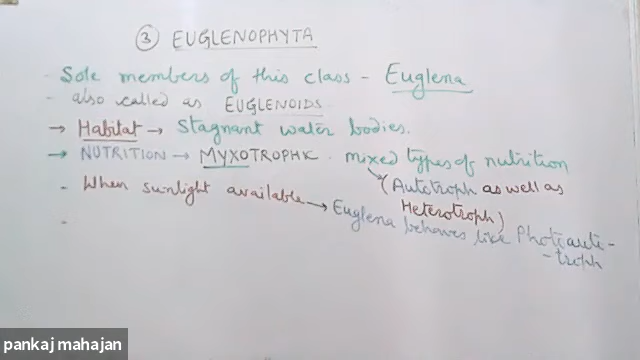 ③ EUGLENOPHYTA
- Sole members of this class - Euglena
- also called as EUGLENOIDS.
→ Habitat → Stagnant water bodies.
→ NUTRITION → MYXOTROPHIC. mixed types of nutrition
(Autotroph as well as
Heterotroph)
- When sunlight available → Euglena behaves like Photoauto-
-troph
-
pankaj mahajan